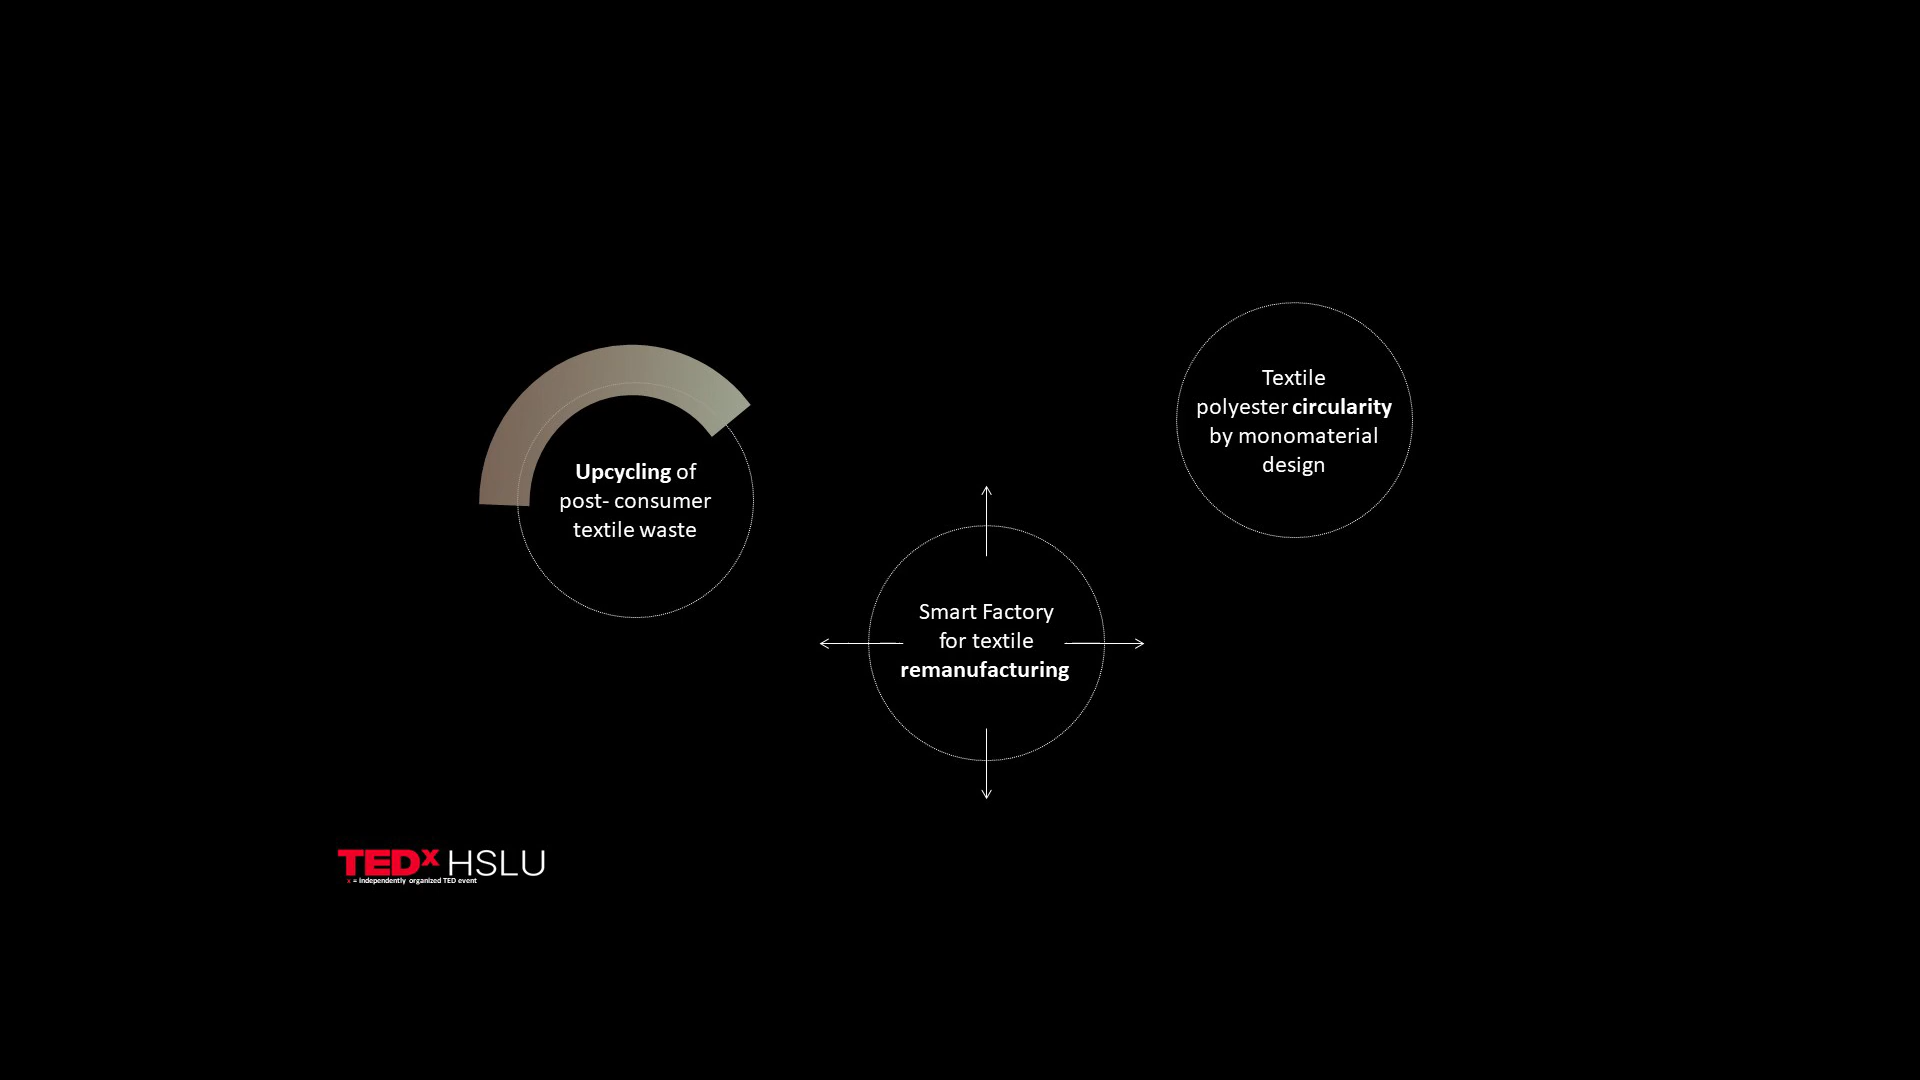 Upcycling of
post- consumer
textile waste
Smart Factory
for textile
remanufacturing
Textile
polyester circularity
by monomaterial
design
TEDx HSLU
x = independently organized TED event